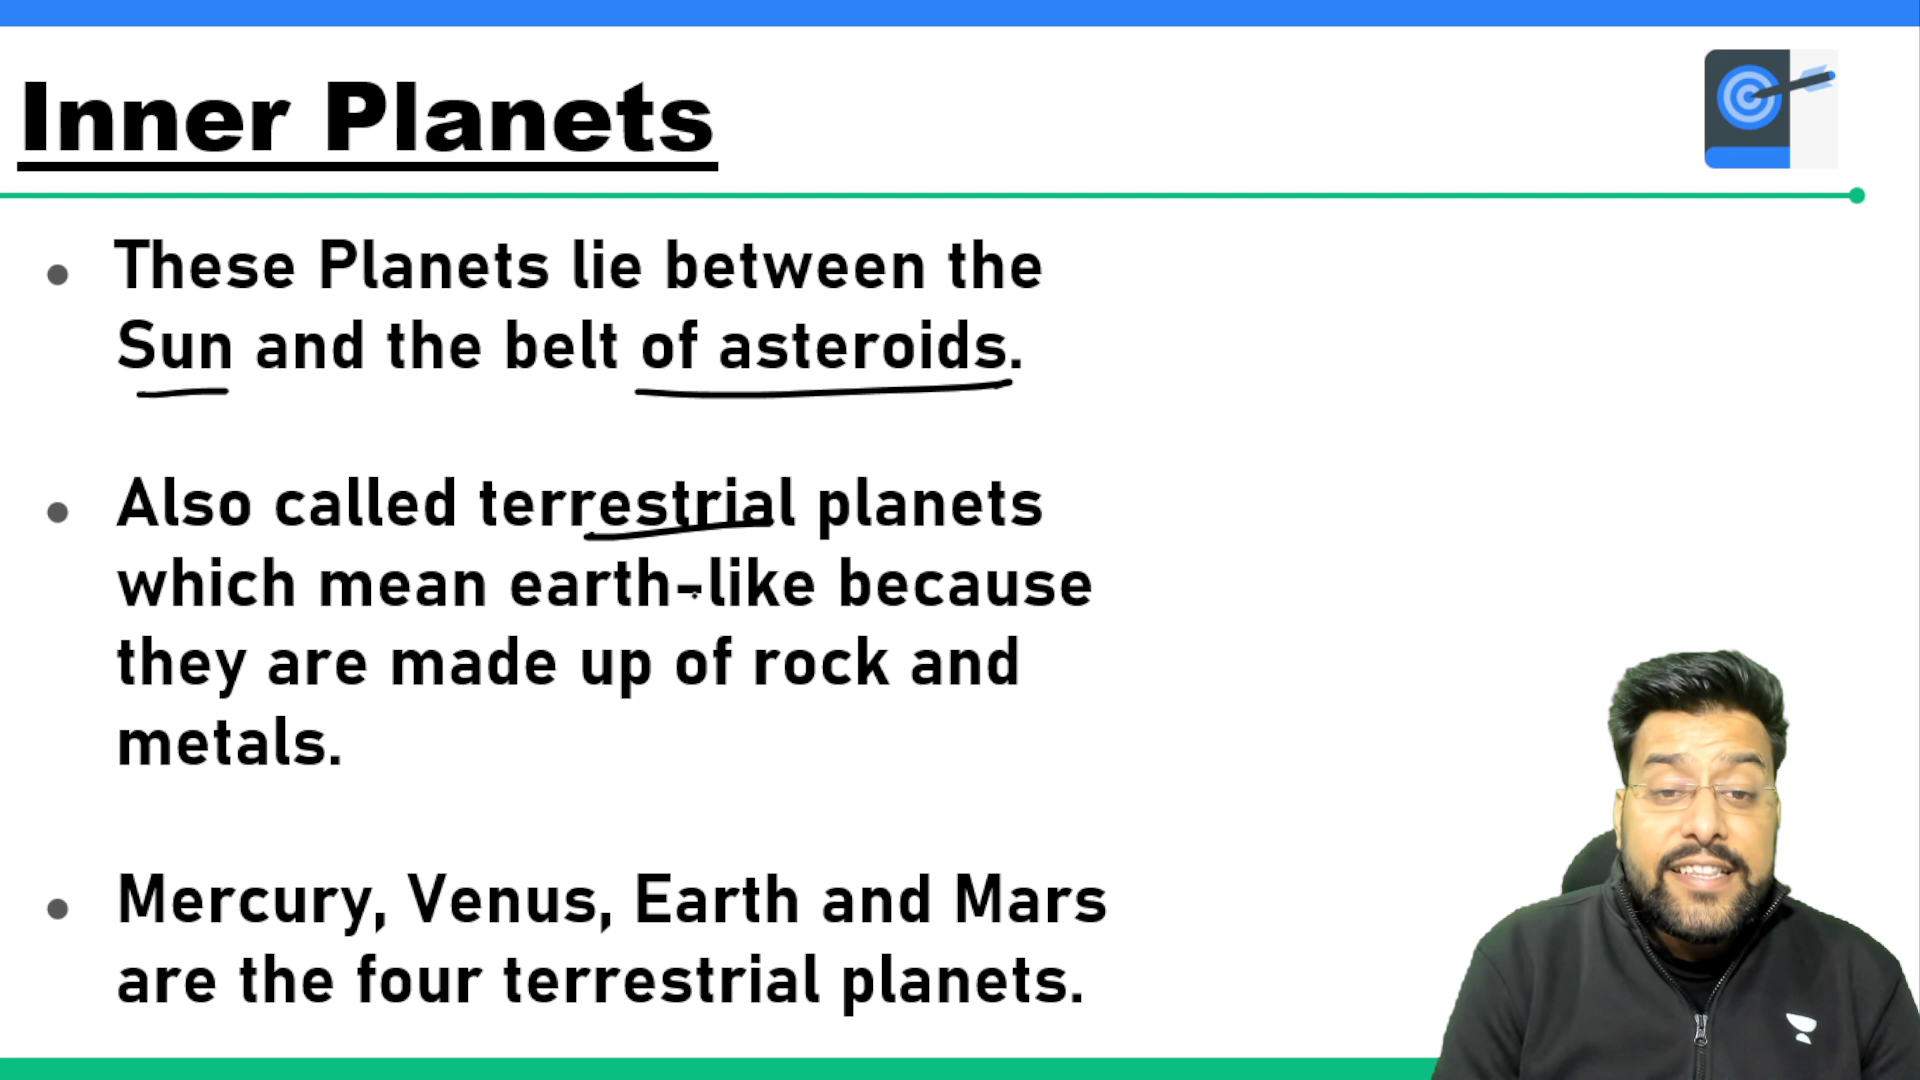 Inner Planets
These Planets lie between the
Sun and the belt of asteroids.
Also called terrestrial planets
which mean earth-like because
they are made up of rock and
metals.
Mercury, Venus, Earth and Mars
are the four terrestrial planets.